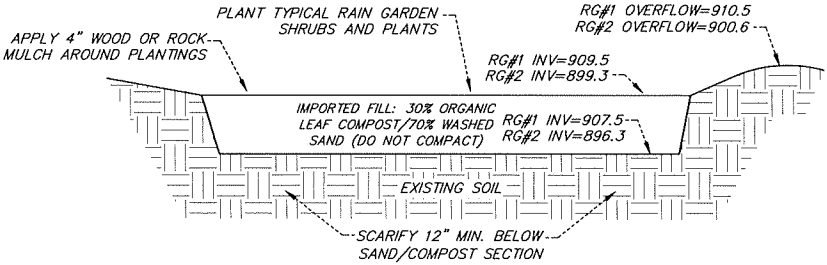 PLANT TYPICAL RAIN GARDEN
SHRUBS AND PLANTS
RG#1 OVERFLOW=910.5
RG#2 OVERFLOW=900.6
APPLY 4" WOOD OR ROCK
MULCH AROUND PLANTINGS
RG#1 INV=909.5
RG#2 INV=899.3
IMPORTED FILL: 30% ORGANIC
LEAF COMPOST/70% WASHED
SAND (DO NOT COMPACT)
RG#1 INV=907.5
RG#2 INV=896.3
EXISTING SOIL
SCARIFY 12" MIN. BELOW
SAND/COMPOST SECTION